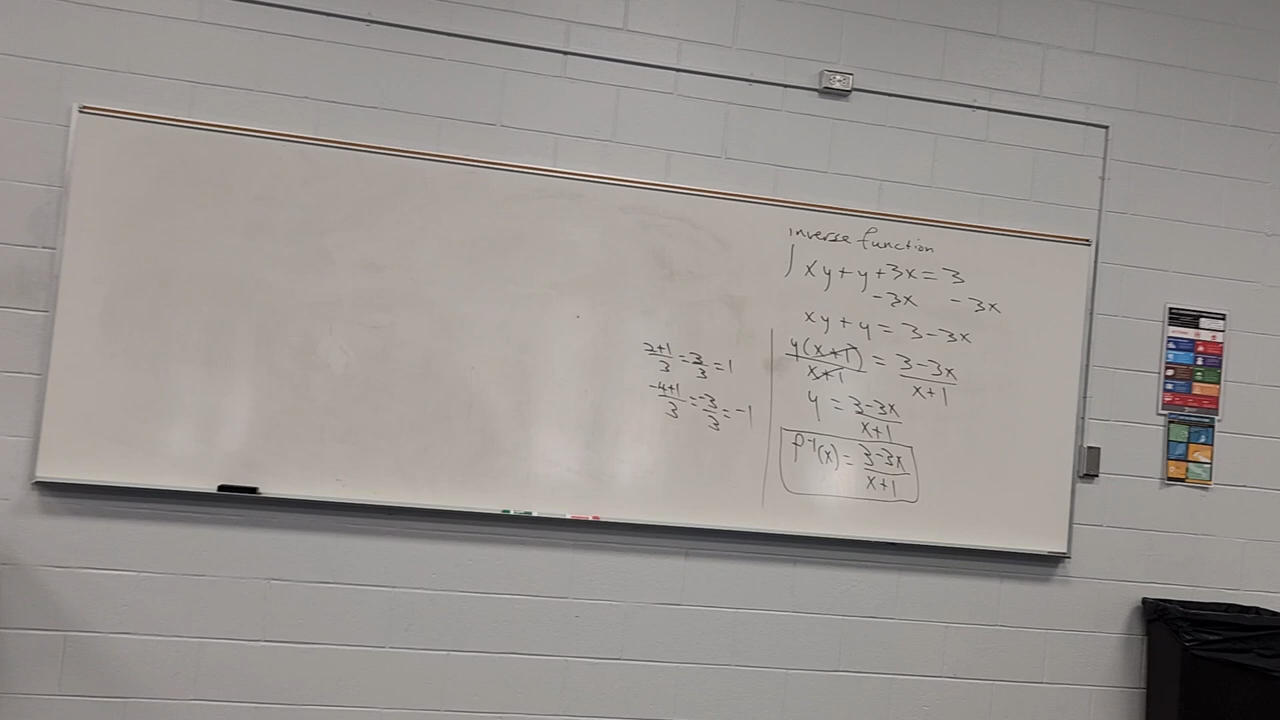 inverse function
xy+y+3x=3
-3x -3x
xy+y=3-3x
y(x+1)/x+1 = 3-3x/x+1
y = 3-3x/x+1
f⁻¹(x) = 3-3x/x+1
2+1/3=3/3=1
-4+1/3=-3/3=-1